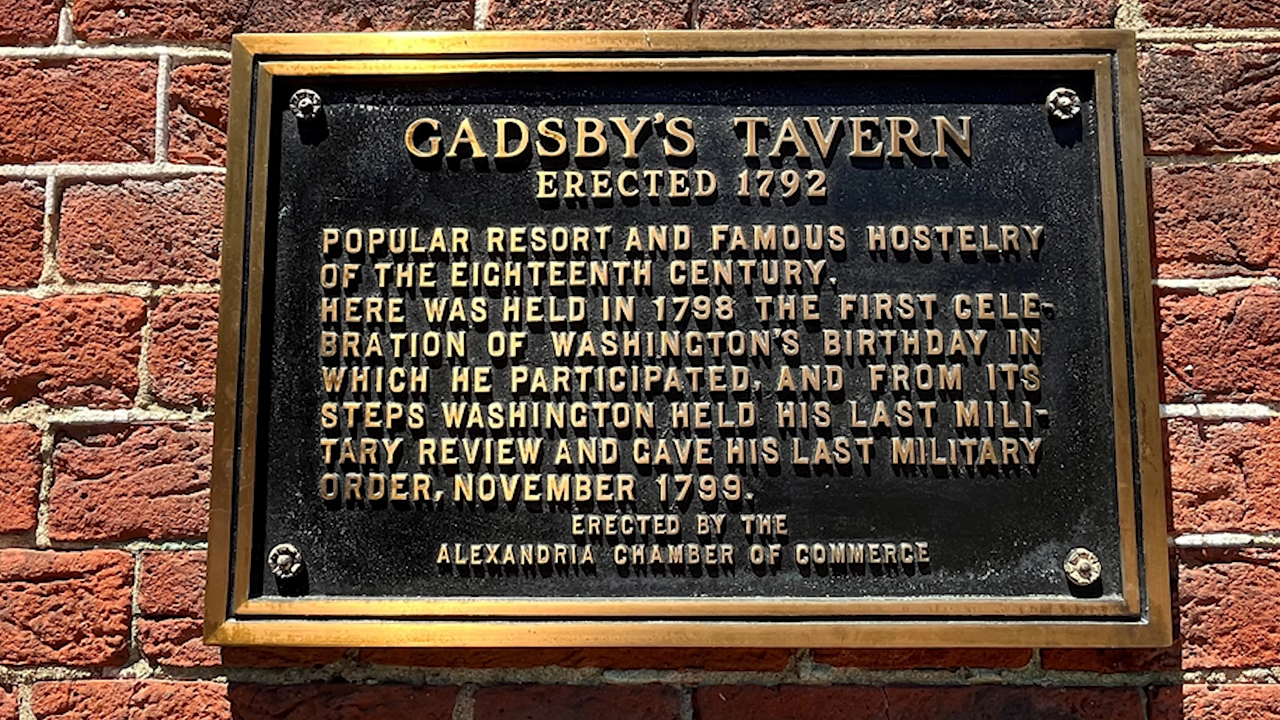 GADSBY'S TAVERN
ERECTED 1792
POPULAR RESORT AND FAMOUS HOSTELRY
OF THE EIGHTEENTH CENTURY.
HERE WAS HELD IN 1798 THE FIRST CELE-
BRATION OF WASHINGTON'S BIRTHDAY IN
WHICH HE PARTICIPATED, AND FROM ITS
STEPS WASHINGTON HELD HIS LAST MILI-
TARY REVIEW AND GAVE HIS LAST MILITARY
ORDER, NOVEMBER 1799.
ERECTED BY THE
ALEXANDRIA CHAMBER OF COMMERCE